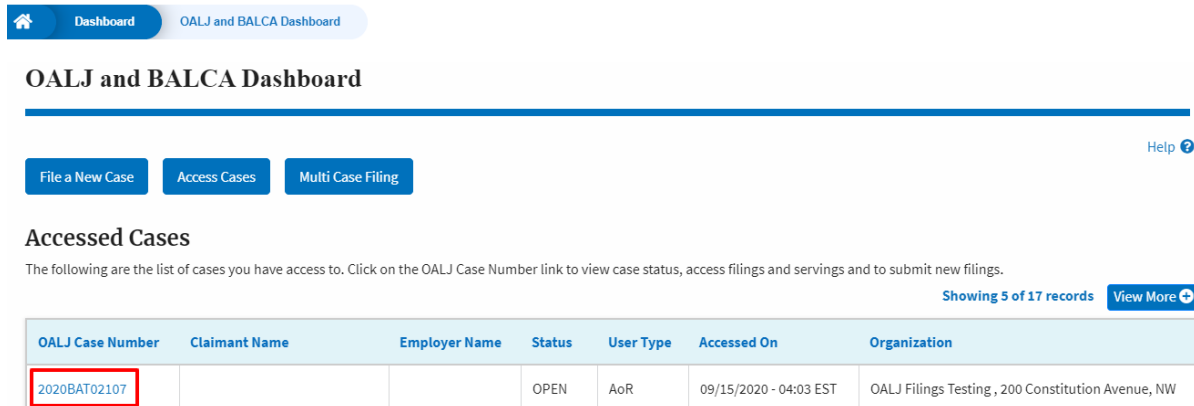 Dashboard OALJ and BALCA Dashboard
OALJ and BALCA Dashboard
Help ?
File a New Case Access Cases Multi Case Filing
Accessed Cases
The following are the list of cases you have access to. Click on the OALJ Case Number link to view case status, access filings and servings and to submit new filings.
Showing 5 of 17 records View More +
OALJ Case Number Claimant Name Employer Name Status User Type Accessed On Organization
2020BAT02107 OPEN AoR 09/15/2020 - 04:03 EST OALJ Filings Testing , 200 Constitution Avenue, NW